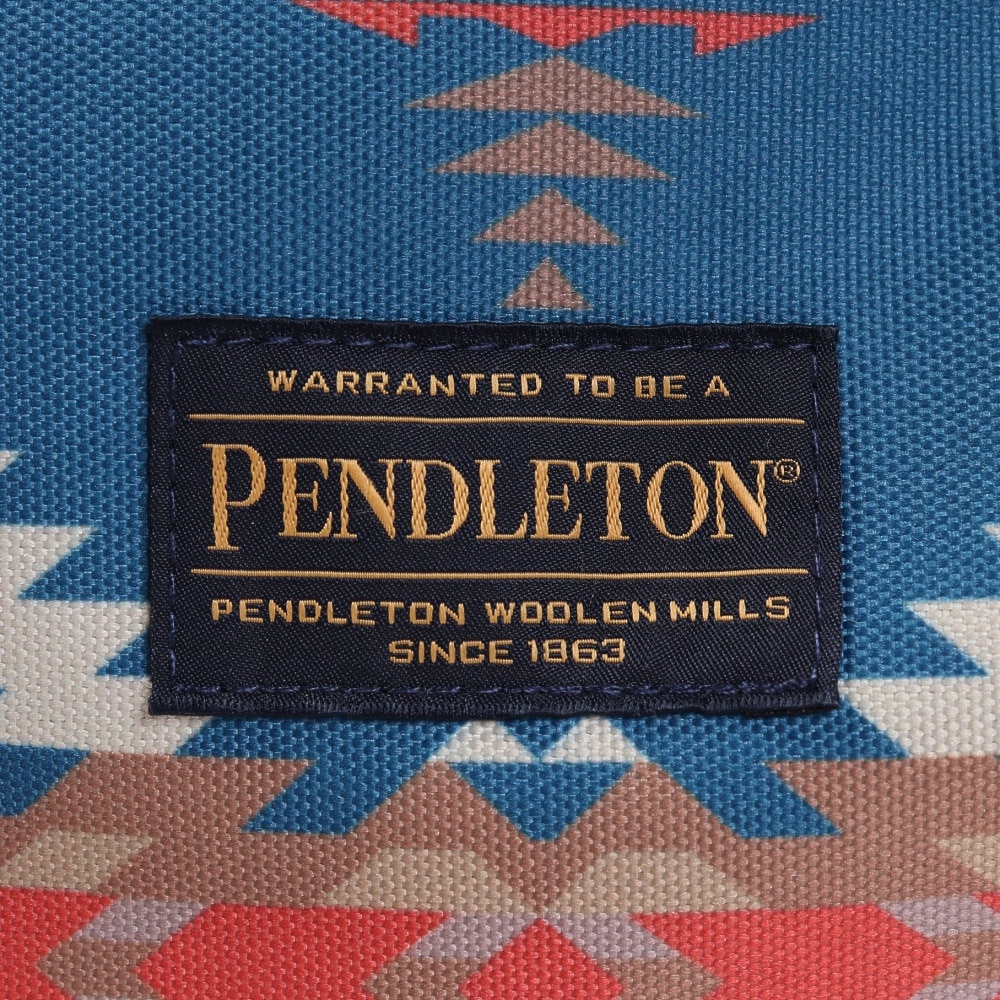 WARRANTED TO BE A
PENDLETON®
PENDLETON WOOLEN MILLS
SINCE 1863